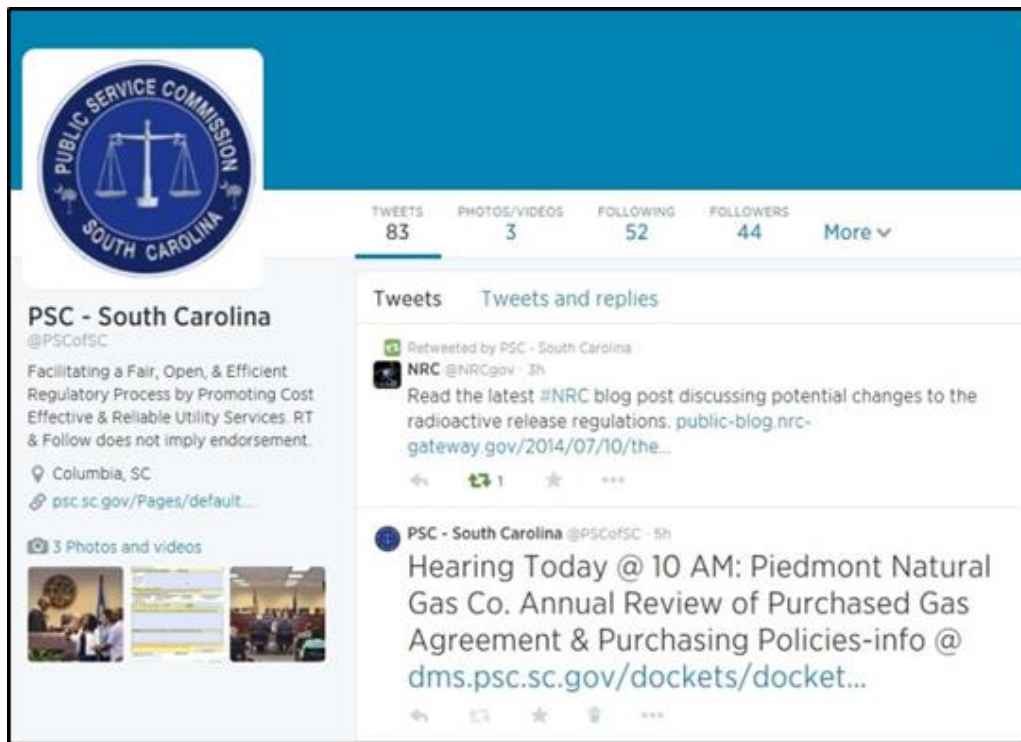 PUBLIC SERVICE COMMISSION
SOUTH CAROLINA
TWEETS
83
PHOTOS/VIDEOS
3
FOLLOWING
52
FOLLOWERS
44
More
PSC - South Carolina
@PSCofSC
Facilitating a Fair, Open, & Efficient
Regulatory Process by Promoting Cost
Effective & Reliable Utility Services. RT
& Follow does not imply endorsement.
Columbia, SC
psc.sc.gov/Pages/default...
3 Photos and videos
Tweets Tweets and replies
Retweeted by PSC - South Carolina
NRC @NRCgov · 3h
Read the latest #NRC blog post discussing potential changes to the
radioactive release regulations. public-blog.nrc-
gateway.gov/2014/07/10/the...
1
PSC - South Carolina @PSCofSC · 5h
Hearing Today @ 10 AM: Piedmont Natural
Gas Co. Annual Review of Purchased Gas
Agreement & Purchasing Policies-info @
dms.psc.sc.gov/dockets/docket...